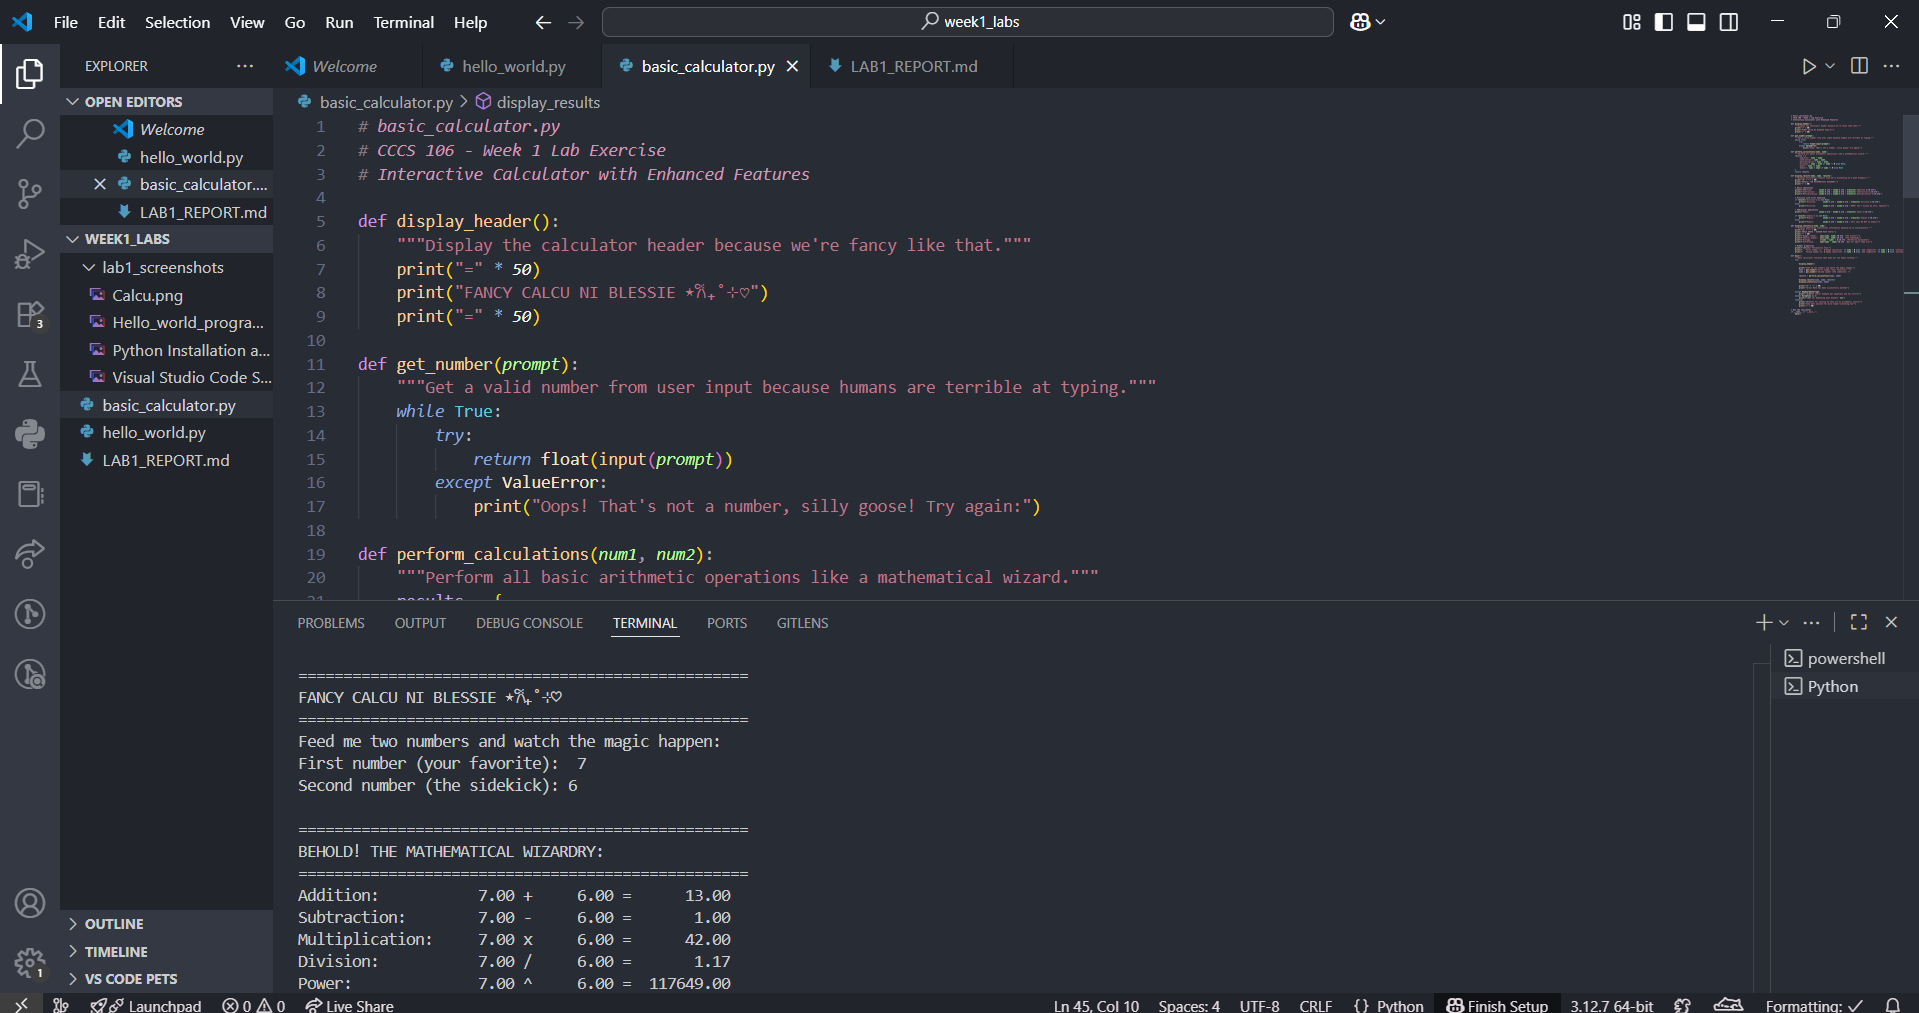 File Edit Selection View Go Run Terminal Help
week1_labs
EXPLORER
Welcome
hello_world.py
basic_calculator.py
LAB1_REPORT.md
OPEN EDITORS
Welcome
hello_world.py
basic_calculator....
LAB1_REPORT.md
WEEK1_LABS
lab1_screenshots
Calcu.png
Hello_world_progra...
Python Installation a...
Visual Studio Code S...
basic_calculator.py
hello_world.py
LAB1_REPORT.md
OUTLINE
TIMELINE
VS CODE PETS
3
1
basic_calculator.py > display_results
1 # basic_calculator.py
2 # CCCS 106 - Week 1 Lab Exercise
3 # Interactive Calculator with Enhanced Features
4
5 def display_header():
6 """Display the calculator header because we're fancy like that."""
7 print("=" * 50)
8 print("FANCY CALCU NI BLESSIE ⋆𐙚₊˚⊹♡")
9 print("=" * 50)
10
11 def get_number(prompt):
12 """Get a valid number from user input because humans are terrible at typing."""
13 while True:
14 try:
15 return float(input(prompt))
16 except ValueError:
17 print("Oops! That's not a number, silly goose! Try again:")
18
19 def perform_calculations(num1, num2):
20 """Perform all basic arithmetic operations like a mathematical wizard."""
PROBLEMS OUTPUT DEBUG CONSOLE TERMINAL PORTS GITLENS
powershell
Python
==================================================
FANCY CALCU NI BLESSIE ⋆𐙚₊˚⊹♡
==================================================
Feed me two numbers and watch the magic happen:
First number (your favorite):  7
Second number (the sidekick): 6
==================================================
BEHOLD! THE MATHEMATICAL WIZARDRY:
==================================================
Addition: 7.00 + 6.00 = 13.00
Subtraction: 7.00 - 6.00 = 1.00
Multiplication: 7.00 x 6.00 = 42.00
Division: 7.00 / 6.00 = 1.17
Power: 7.00 ^ 6.00 = 117649.00
Launchpad 0 0 Live Share
Ln 45, Col 10 Spaces: 4 UTF-8 CRLF {} Python Finish Setup 3.12.7 64-bit Formatting: ✓